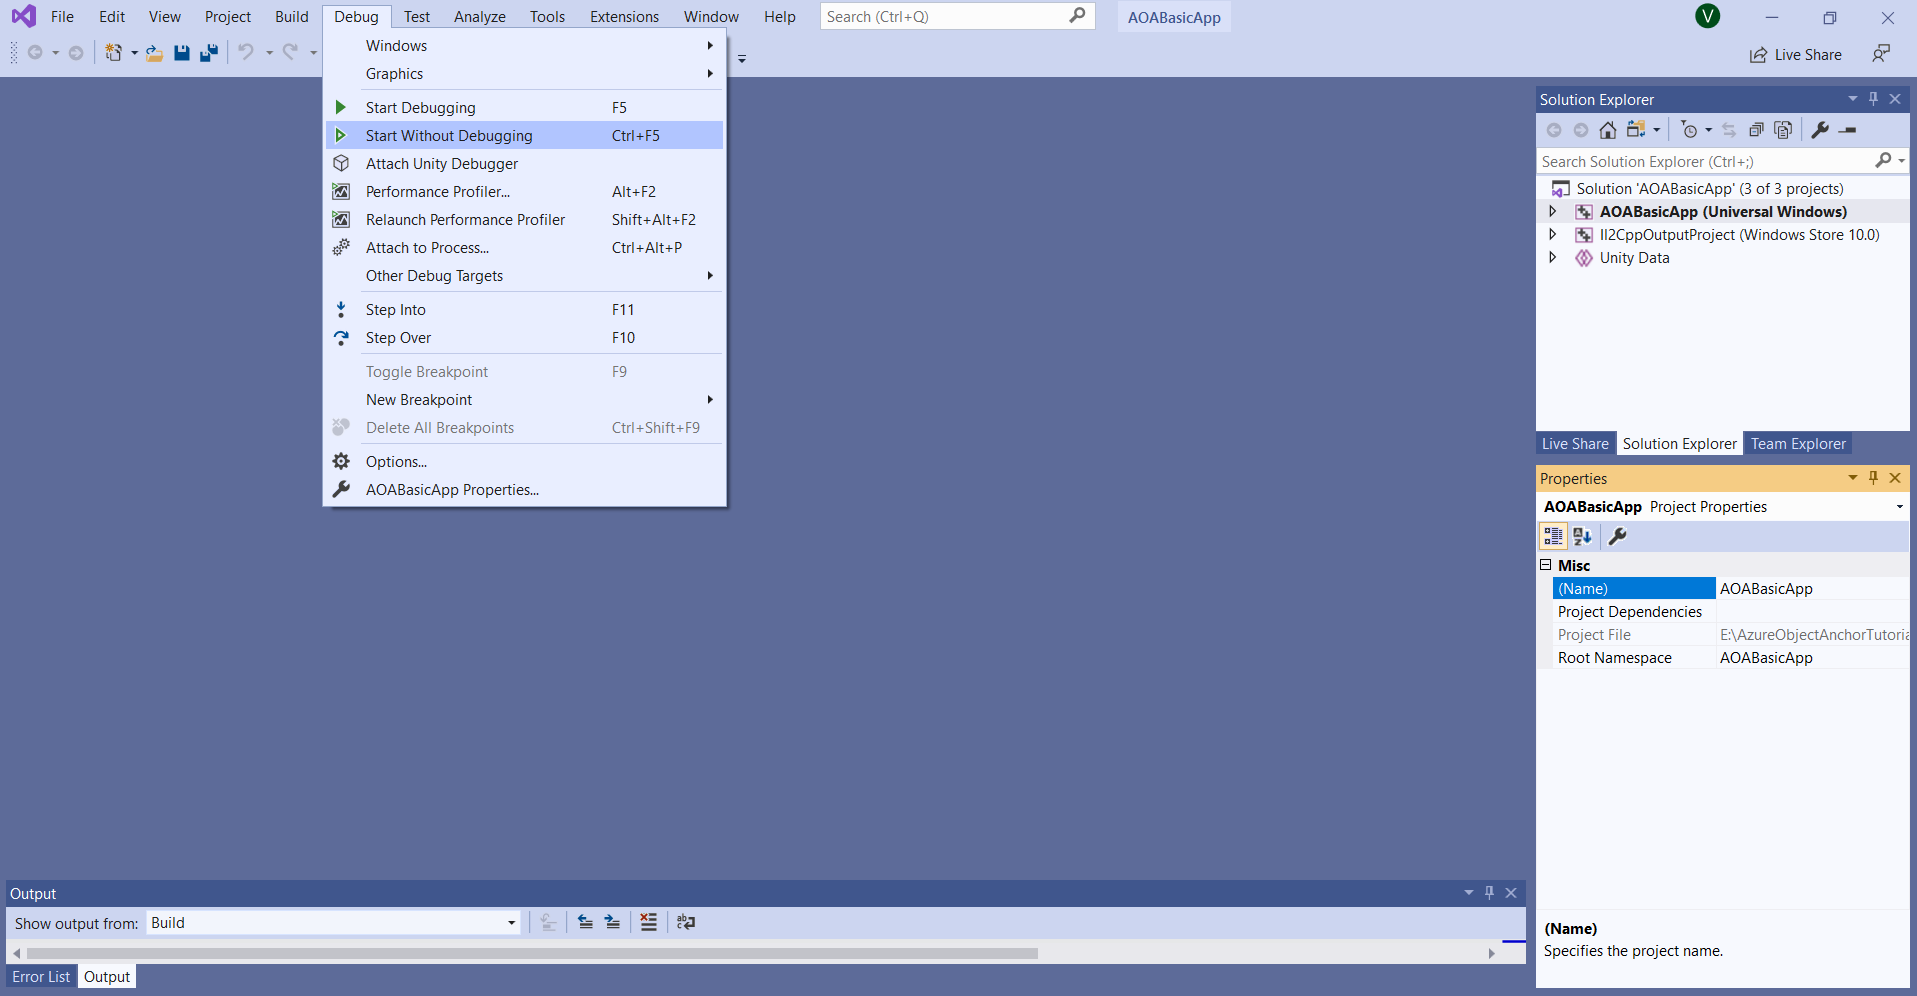 File Edit View Project Build Debug Test Analyze Tools Extensions Window Help Search (Ctrl+Q) AOABasicApp V
Live Share
Windows
Graphics
Start Debugging F5
Start Without Debugging Ctrl+F5
Attach Unity Debugger
Performance Profiler... Alt+F2
Relaunch Performance Profiler Shift+Alt+F2
Attach to Process... Ctrl+Alt+P
Other Debug Targets
Step Into F11
Step Over F10
Toggle Breakpoint F9
New Breakpoint
Delete All Breakpoints Ctrl+Shift+F9
Options...
AOABasicApp Properties...
Solution Explorer
Search Solution Explorer (Ctrl+;)
Solution 'AOABasicApp' (3 of 3 projects)
AOABasicApp (Universal Windows)
Il2CppOutputProject (Windows Store 10.0)
Unity Data
Live Share Solution Explorer Team Explorer
Properties
AOABasicApp Project Properties
Misc
(Name) AOABasicApp
Project Dependencies
Project File E:\AzureObjectAnchorTutoria
Root Namespace AOABasicApp
(Name)
Specifies the project name.
Output
Show output from: Build
Error List Output